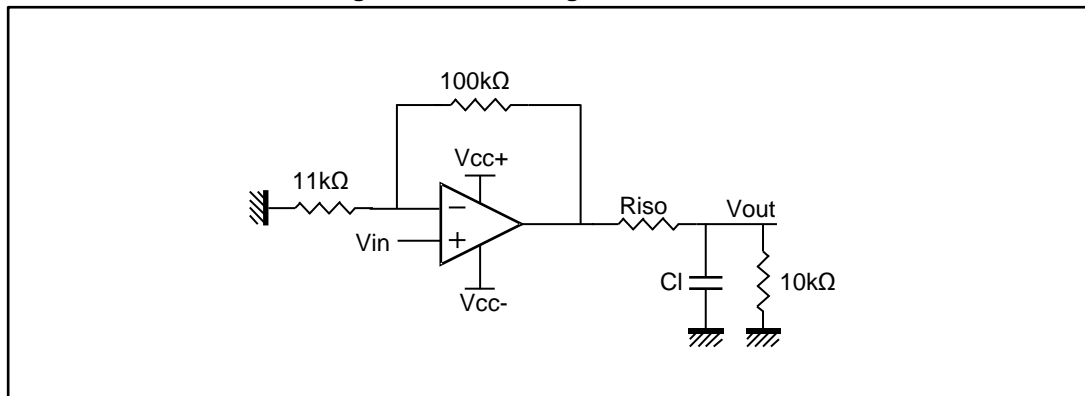 100kΩ
Vcc+
11kΩ
−
Riso
Vout
Vin
+
Cl
10kΩ
Vcc-